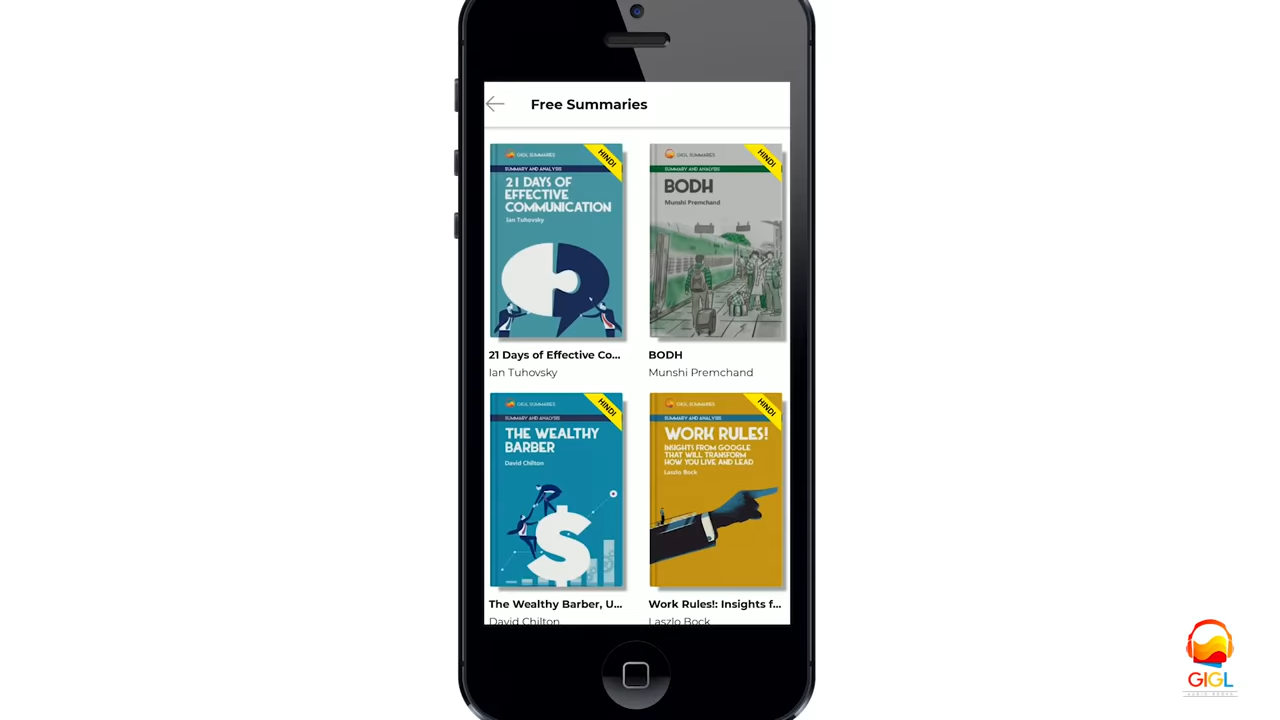 Free Summaries
GIGL SUMMARIES
HINDI
SUMMARY AND ANALYSIS
21 DAYS OF
EFFECTIVE
COMMUNICATION
Ian Tuhovsky
GIGL SUMMARIES
HINDI
SUMMARY AND ANALYSIS
BODH
Munshi Premchand
21 Days of Effective Co...
Ian Tuhovsky
BODH
Munshi Premchand
GIGL SUMMARIES
HINDI
SUMMARY AND ANALYSIS
THE WEALTHY
BARBER
David Chilton
$
GIGL SUMMARIES
HINDI
SUMMARY AND ANALYSIS
WORK RULES!
INSIGHTS FROM GOOGLE
THAT WILL TRANSFORM
HOW YOU LIVE AND LEAD
Laszlo Bock
The Wealthy Barber, U...
David Chilton
Work Rules!: Insights f...
Laszlo Bock
GIGL
AUDIO BOOKS